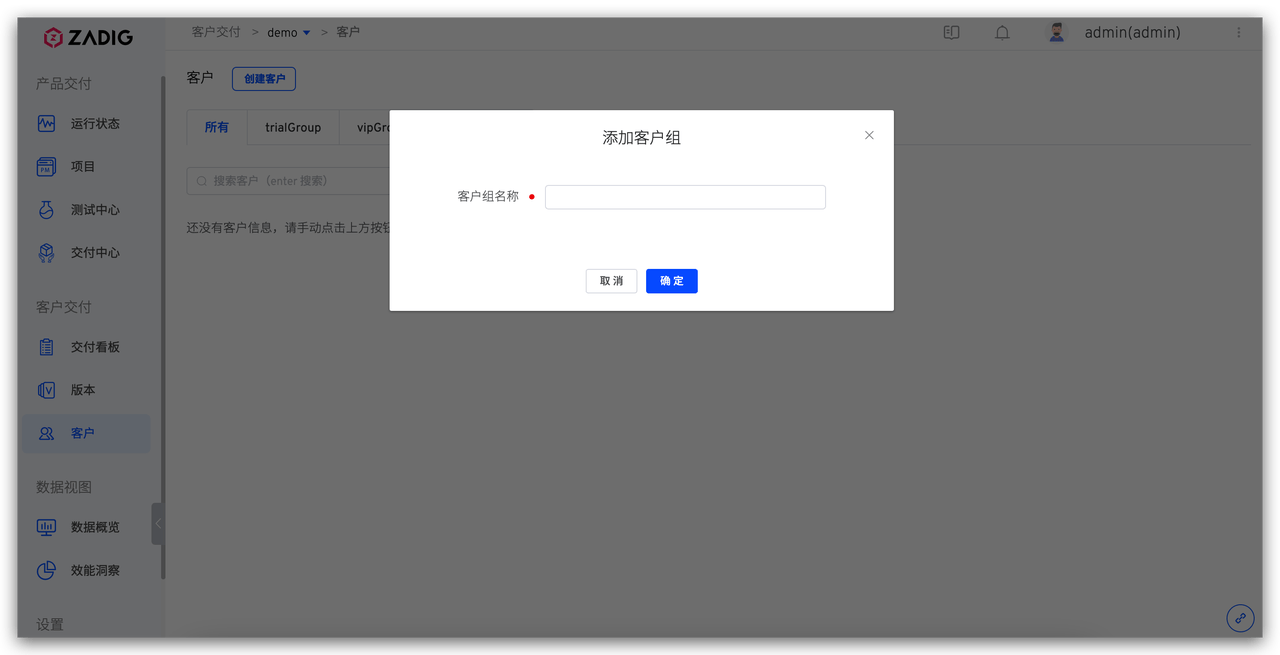 ZADIG
客户交付 > demo > 客户
admin(admin)
产品交付
运行状态
项目
测试中心
交付中心
客户交付
交付看板
版本
客户
数据视图
数据概览
效能洞察
设置
客户
创建客户
所有
trialGroup
vipGro
搜索客户（enter 搜索）
还没有客户信息，请手动点击上方按钮
添加客户组
客户组名称
取消
确定